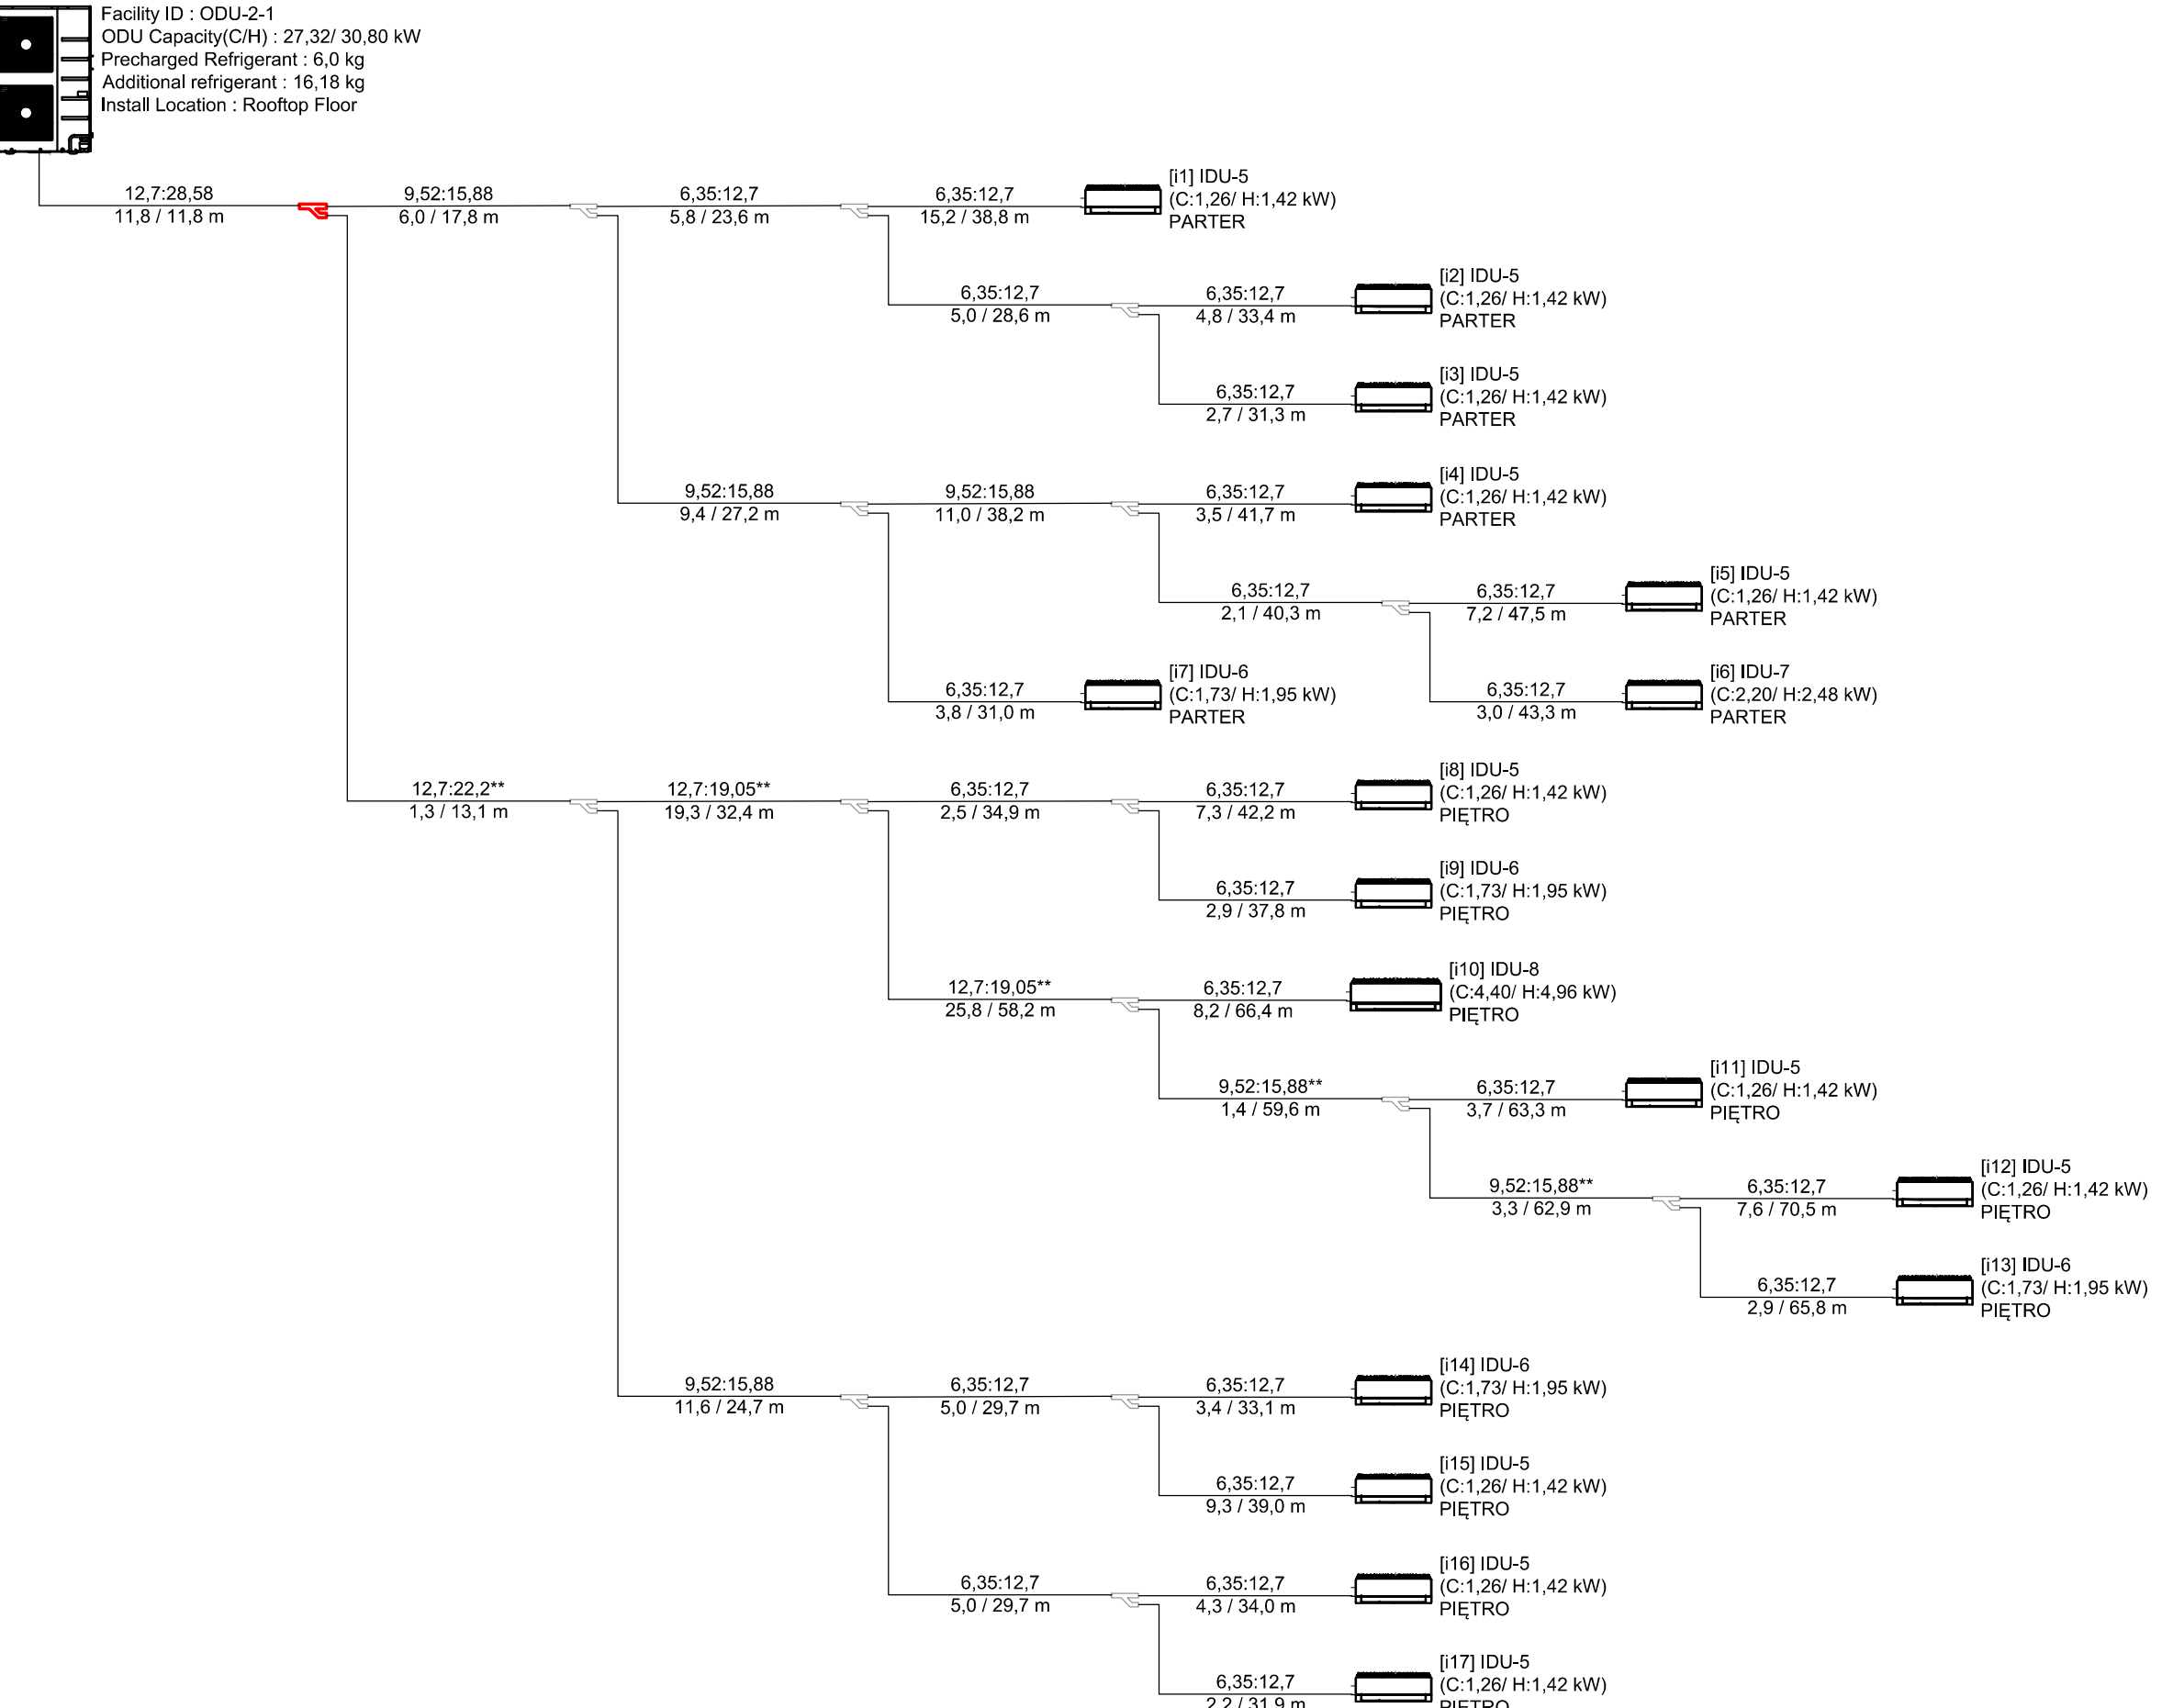 Facility ID : ODU-2-1
ODU Capacity(C/H) : 27,32/ 30,80 kW
Precharged Refrigerant : 6,0 kg
Additional refrigerant : 16,18 kg
Install Location : Rooftop Floor
12,7:28,58
11,8 / 11,8 m
9,52:15,88
6,0 / 17,8 m
6,35:12,7
5,8 / 23,6 m
6,35:12,7
15,2 / 38,8 m
[i1] IDU-5
(C:1,26/ H:1,42 kW)
PARTER
6,35:12,7
5,0 / 28,6 m
6,35:12,7
4,8 / 33,4 m
[i2] IDU-5
(C:1,26/ H:1,42 kW)
PARTER
6,35:12,7
2,7 / 31,3 m
[i3] IDU-5
(C:1,26/ H:1,42 kW)
PARTER
9,52:15,88
9,4 / 27,2 m
9,52:15,88
11,0 / 38,2 m
6,35:12,7
3,5 / 41,7 m
[i4] IDU-5
(C:1,26/ H:1,42 kW)
PARTER
6,35:12,7
2,1 / 40,3 m
6,35:12,7
7,2 / 47,5 m
[i5] IDU-5
(C:1,26/ H:1,42 kW)
PARTER
6,35:12,7
3,0 / 43,3 m
[i6] IDU-7
(C:2,20/ H:2,48 kW)
PARTER
6,35:12,7
3,8 / 31,0 m
[i7] IDU-6
(C:1,73/ H:1,95 kW)
PARTER
12,7:22,2**
1,3 / 13,1 m
12,7:19,05**
19,3 / 32,4 m
6,35:12,7
2,5 / 34,9 m
6,35:12,7
7,3 / 42,2 m
[i8] IDU-5
(C:1,26/ H:1,42 kW)
PIĘTRO
6,35:12,7
2,9 / 37,8 m
[i9] IDU-6
(C:1,73/ H:1,95 kW)
PIĘTRO
12,7:19,05**
25,8 / 58,2 m
6,35:12,7
8,2 / 66,4 m
[i10] IDU-8
(C:4,40/ H:4,96 kW)
PIĘTRO
9,52:15,88**
1,4 / 59,6 m
6,35:12,7
3,7 / 63,3 m
[i11] IDU-5
(C:1,26/ H:1,42 kW)
PIĘTRO
9,52:15,88**
3,3 / 62,9 m
6,35:12,7
7,6 / 70,5 m
[i12] IDU-5
(C:1,26/ H:1,42 kW)
PIĘTRO
6,35:12,7
2,9 / 65,8 m
[i13] IDU-6
(C:1,73/ H:1,95 kW)
PIĘTRO
9,52:15,88
11,6 / 24,7 m
6,35:12,7
5,0 / 29,7 m
6,35:12,7
3,4 / 33,1 m
[i14] IDU-6
(C:1,73/ H:1,95 kW)
PIĘTRO
6,35:12,7
9,3 / 39,0 m
[i15] IDU-5
(C:1,26/ H:1,42 kW)
PIĘTRO
6,35:12,7
5,0 / 29,7 m
6,35:12,7
4,3 / 34,0 m
[i16] IDU-5
(C:1,26/ H:1,42 kW)
PIĘTRO
6,35:12,7
2,2 / 31,9 m
[i17] IDU-5
(C:1,26/ H:1,42 kW)
PIĘTRO